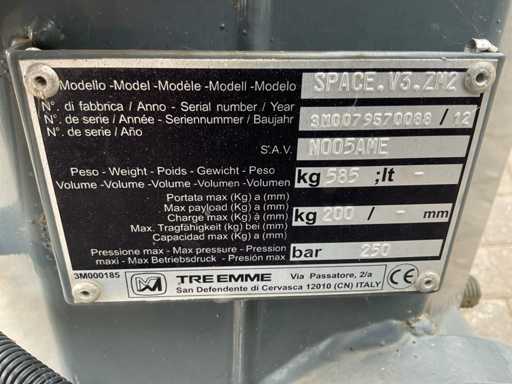 Modello -Model -Modèle -Modell -Modelo SPACE.V3.ZM2
N°. di fabbrica / Anno - Serial number / Year
N°. de serie / Année - Seriennummer / Baujahr 3M0079570088 / 12
N°. de série / Año
S.A.V. N005AME
Peso - Weight - Poids - Gewicht - Peso kg 585 ;lt -
Volume -Volume -Volume -Volumen -Volumen
Portata max (Kg) a (mm)
Max payload (Kg) a (mm)
Charge max (Kg) à (mm) kg 200 / - mm
Max. Tragfähigkeit (kg) bei (mm)
Capacidad max (Kg) a (mm)
Pressione max - Max pressure - Pression bar 250
maxi - Max Betriebsdruck - Presión max
3M000185 TRE EMME Via Passatore, 2/a CE
San Defendente di Cervasca 12010 (CN) ITALY